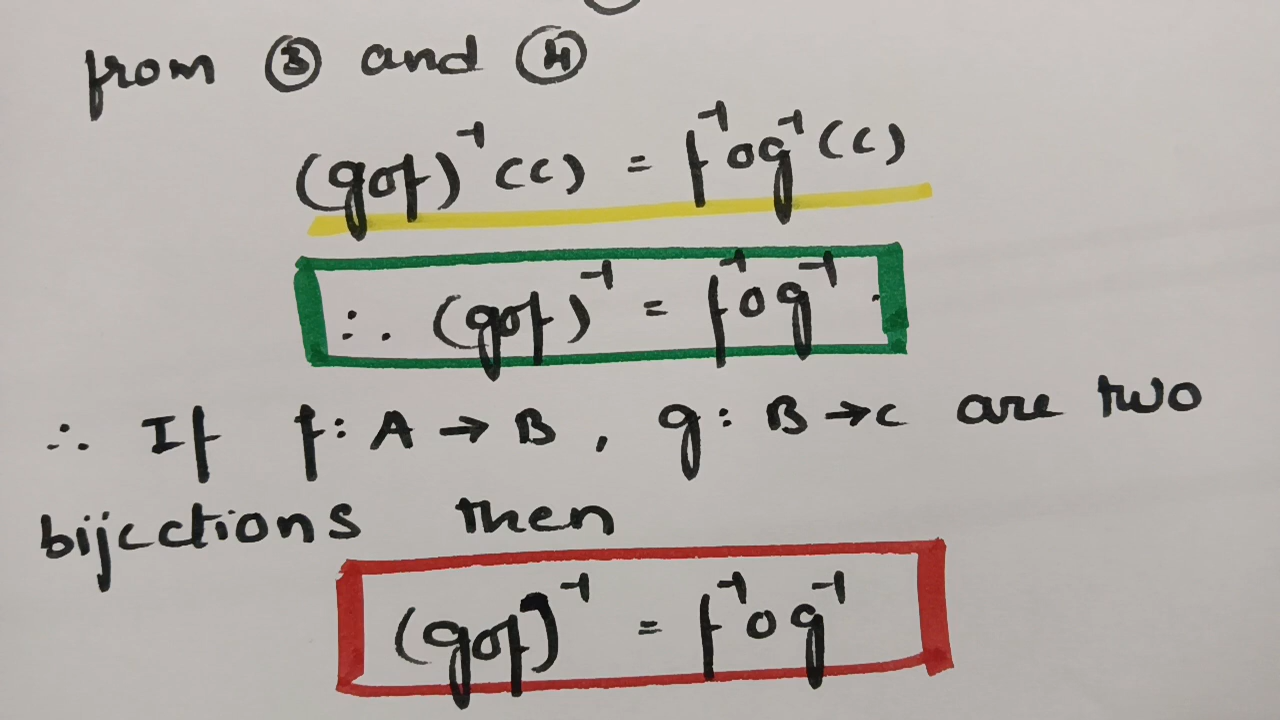 from ③ and ④
(gof)⁻¹(c) = f⁻¹og⁻¹(c)
∴ (gof)⁻¹ = f⁻¹og⁻¹.
∴ If f: A → B, g: B → C are two
bijections then
(gof)⁻¹ = f⁻¹og⁻¹